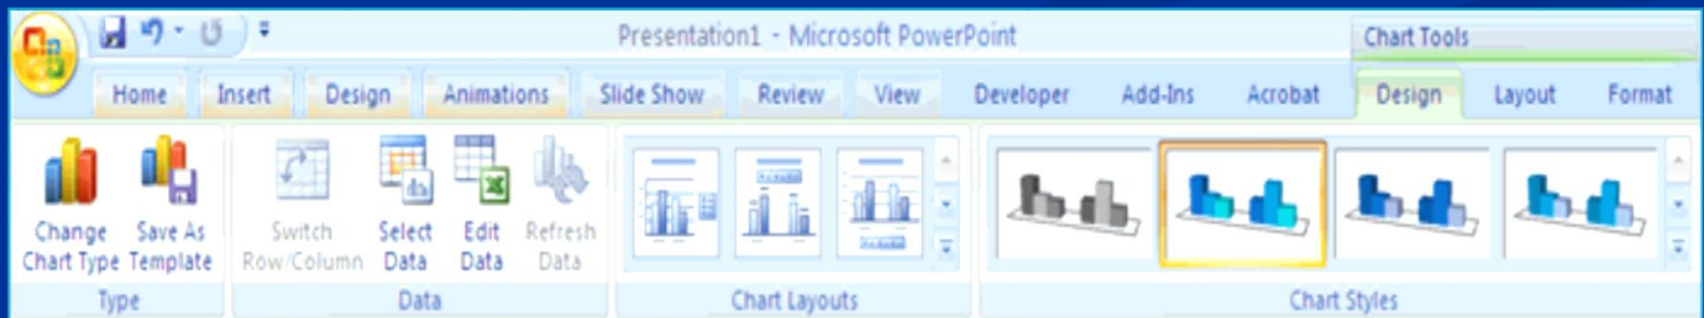 Presentation1 - Microsoft PowerPoint
Chart Tools
Home Insert Design Animations Slide Show Review View Developer Add-Ins Acrobat Design Layout Format
Change Chart Type
Save As Template
Switch Row/Column
Select Data
Edit Data
Refresh Data
Type
Data
Chart Layouts
Chart Styles